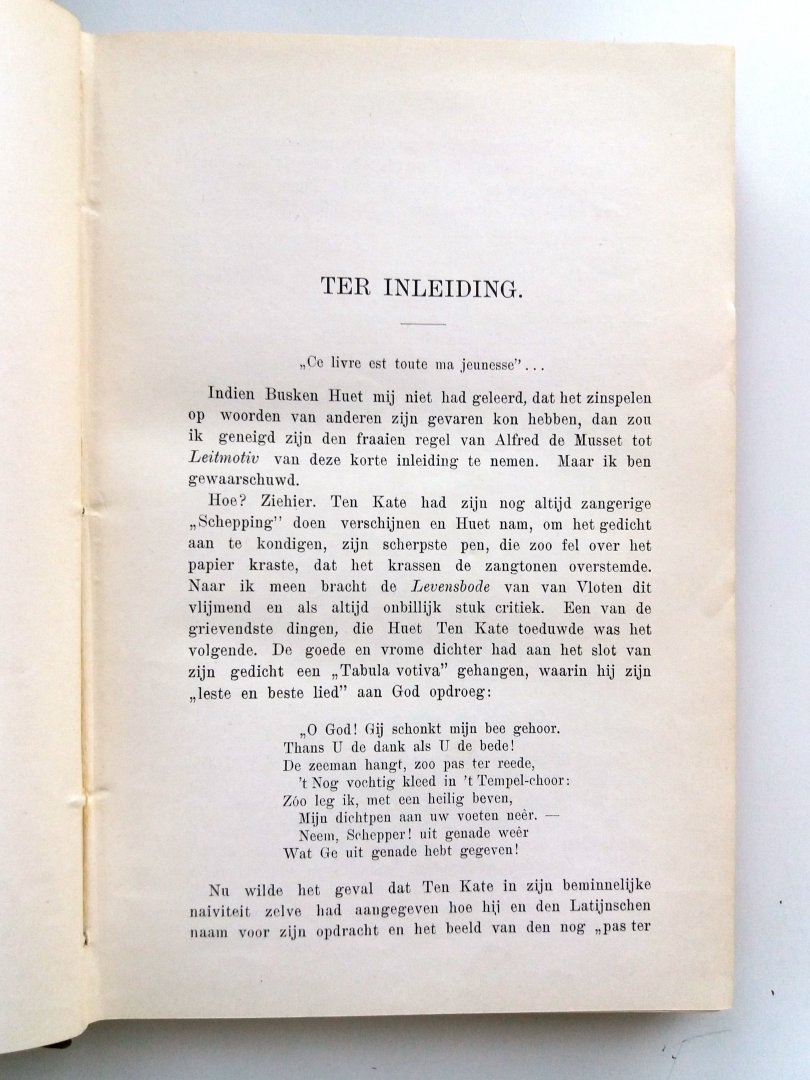 TER INLEIDING.
„Ce livre est toute ma jeunesse”...
Indien Busken Huet mij niet had geleerd, dat het zinspelen
op woorden van anderen zijn gevaren kon hebben, dan zou
ik geneigd zijn den fraaien regel van Alfred de Musset tot
Leitmotiv van deze korte inleiding te nemen. Maar ik ben
gewaarschuwd.
Hoe? Ziehier. Ten Kate had zijn nog altijd zangerige
„Schepping” doen verschijnen en Huet nam, om het gedicht
aan te kondigen, zijn scherpste pen, die zoo fel over het
papier kraste, dat het krassen de zangtonen overstemde.
Naar ik meen bracht de Levensbode van van Vloten dit
vlijmend en als altijd onbillijk stuk critiek. Een van de
grievendste dingen, die Huet Ten Kate toeduwde was het
volgende. De goede en vrome dichter had aan het slot van
zijn gedicht een „Tabula votiva” gehangen, waarin hij zijn
„leste en beste lied” aan God opdroeg:
„O God! Gij schonkt mijn bee gehoor.
Thans U de dank als U de bede!
De zeeman hangt, zoo pas ter reede,
't Nog vochtig kleed in 't Tempel-choor:
Zóo leg ik, met een heilig beven,
Mijn dichtpen aan uw voeten neêr. —
Neem, Schepper! uit genade weêr
Wat Ge uit genade hebt gegeven!
Nu wilde het geval dat Ten Kate in zijn beminnelijke
naiviteit zelve had aangegeven hoe hij en den Latijnschen
naam voor zijn opdracht en het beeld van den nog „pas ter